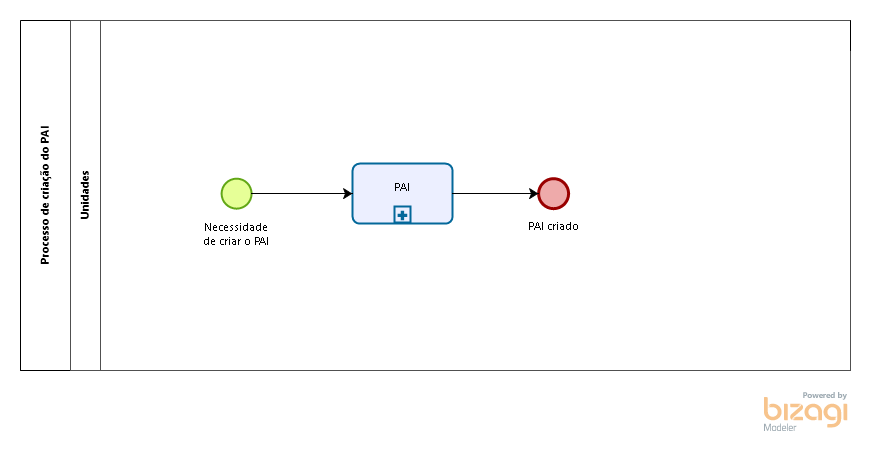 Processo de criação do PAI
Unidades
Necessidade
de criar o PAI
PAI
PAI criado
Powered by
bizagi
Modeler